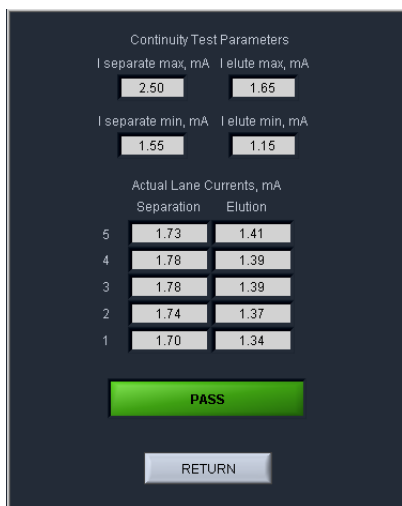 Continuity Test Parameters
I separate max, mA I elute max, mA
2.50 1.65
I separate min, mA I elute min, mA
1.55 1.15
Actual Lane Currents, mA
Separation Elution
5 1.73 1.41
4 1.78 1.39
3 1.78 1.39
2 1.74 1.37
1 1.70 1.34
PASS
RETURN